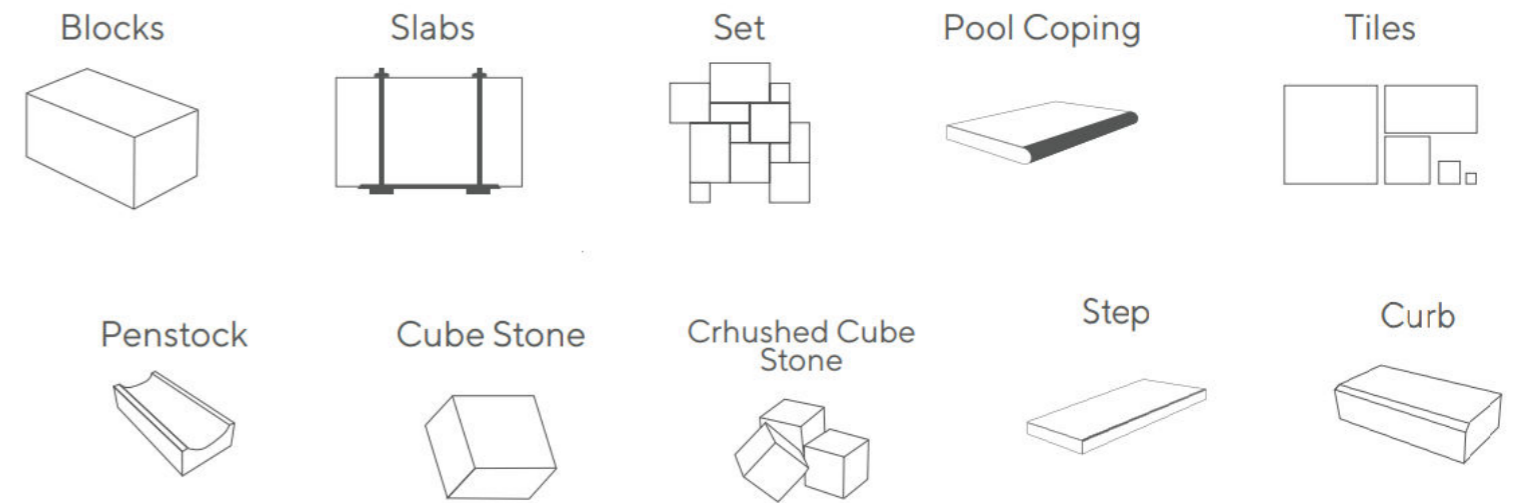 Blocks
Slabs
Set
Pool Coping
Tiles
Penstock
Cube Stone
Crhushed Cube
Stone
Step
Curb